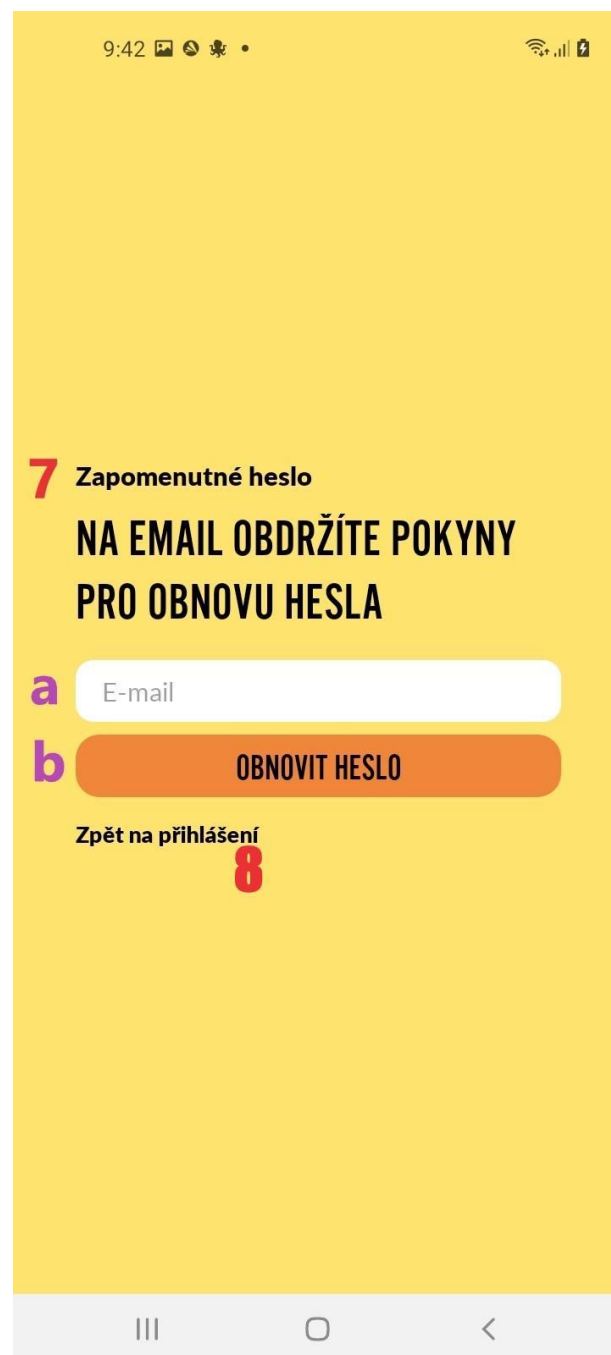 9:42
7 Zapomenutné heslo
NA EMAIL OBDRŽÍTE POKYNY
PRO OBNOVU HESLA
a E-mail
b OBNOVIT HESLO
Zpět na přihlášení
8